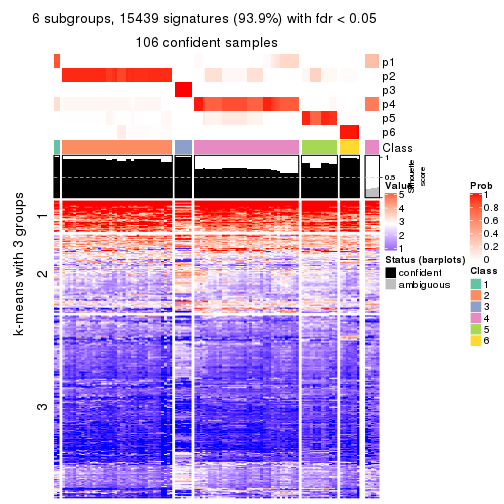 6 subgroups, 15439 signatures (93.9%) with fdr < 0.05
106 confident samples
p1
p2
p3
p4
p5
p6
Class
1
0.5
0
Silhouette
score
k-means with 3 groups
1
2
3
Value
5
4
3
2
1
Status (barplots)
confident
ambiguous
Prob
1
0.8
0.6
0.4
0.2
0
Class
1
2
3
4
5
6